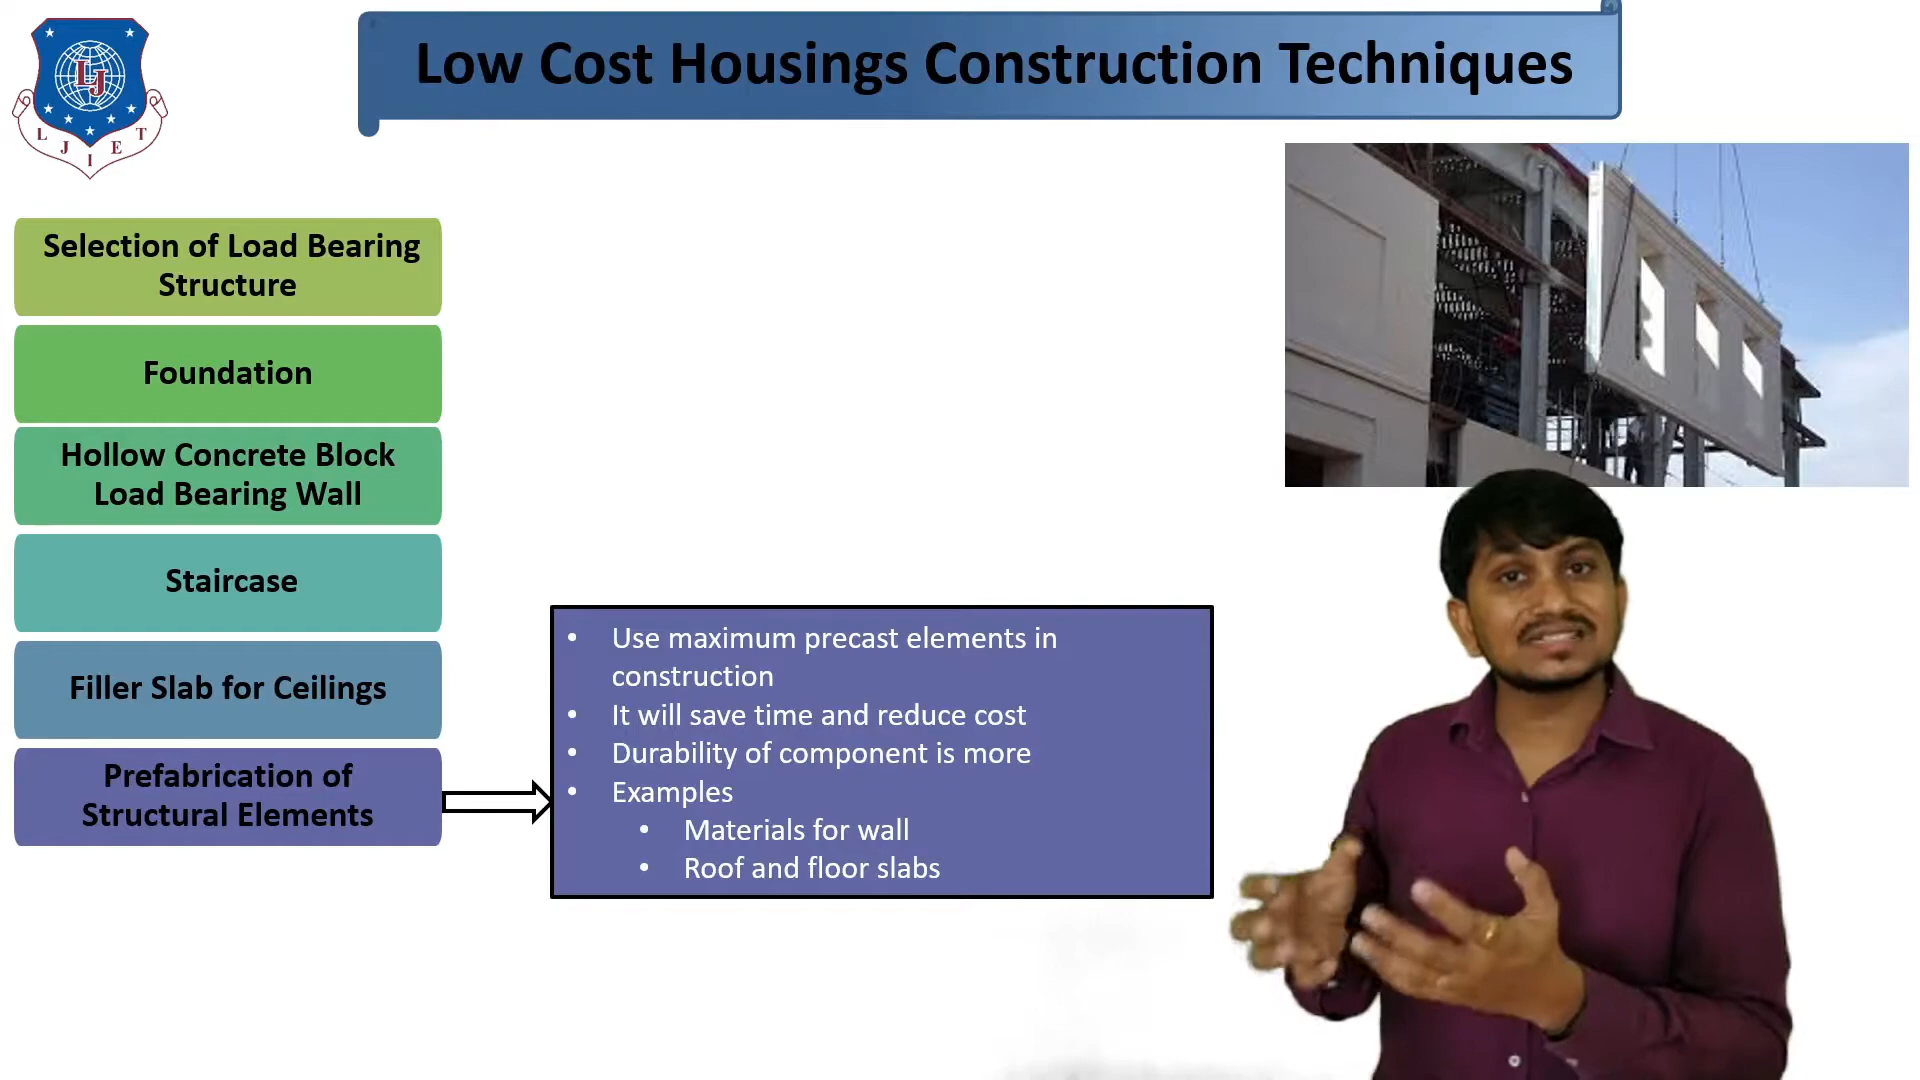 Low Cost Housings Construction Techniques
LJ
L J I E T
Selection of Load Bearing
Structure
Foundation
Hollow Concrete Block
Load Bearing Wall
Staircase
Filler Slab for Ceilings
Prefabrication of
Structural Elements
• Use maximum precast elements in
construction
• It will save time and reduce cost
• Durability of component is more
• Examples
• Materials for wall
• Roof and floor slabs